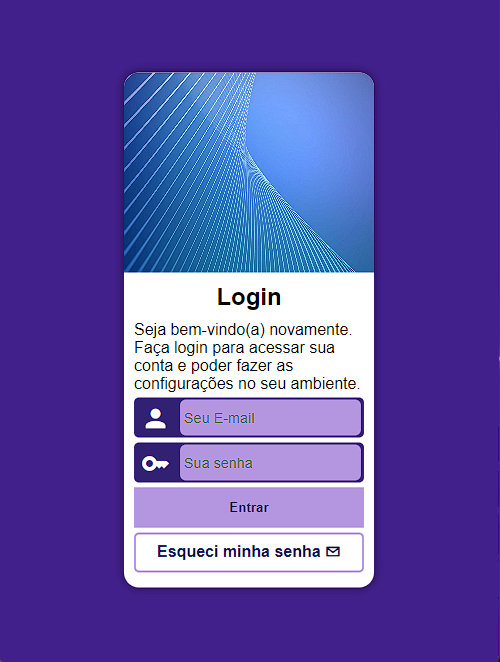 Login
Seja bem-vindo(a) novamente.
Faça login para acessar sua
conta e poder fazer as
configurações no seu ambiente.
Seu E-mail
Sua senha
Entrar
Esqueci minha senha